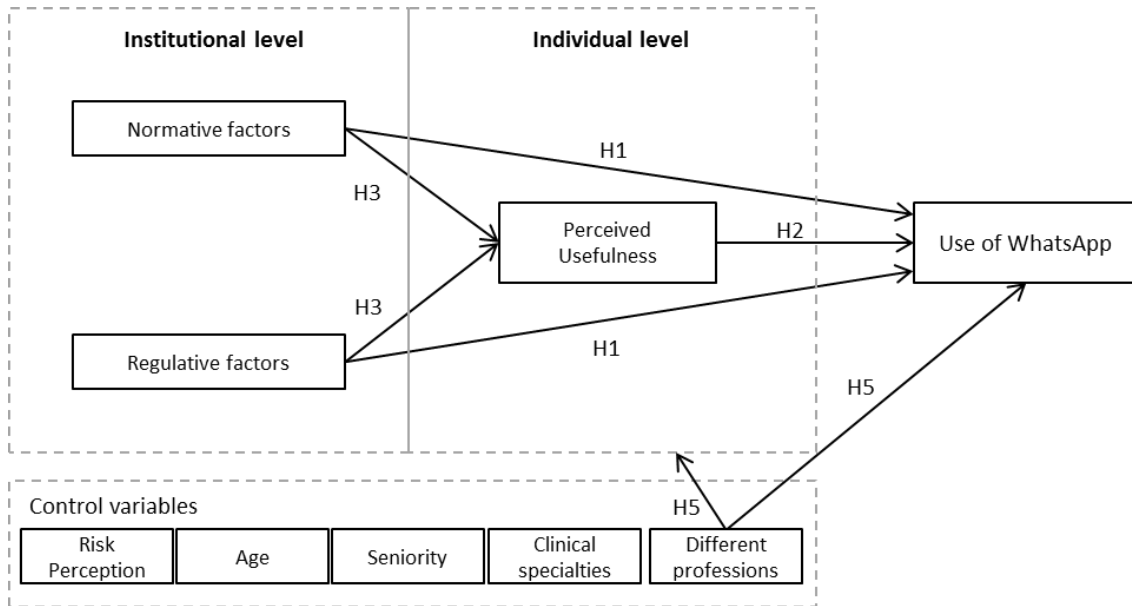 Institutional level
Individual level
Normative factors
H1
H3
Perceived
Usefulness
H2
Use of WhatsApp
H3
Regulative factors
H1
H5
H5
Control variables
Risk
Perception
Age
Seniority
Clinical
specialties
Different
professions